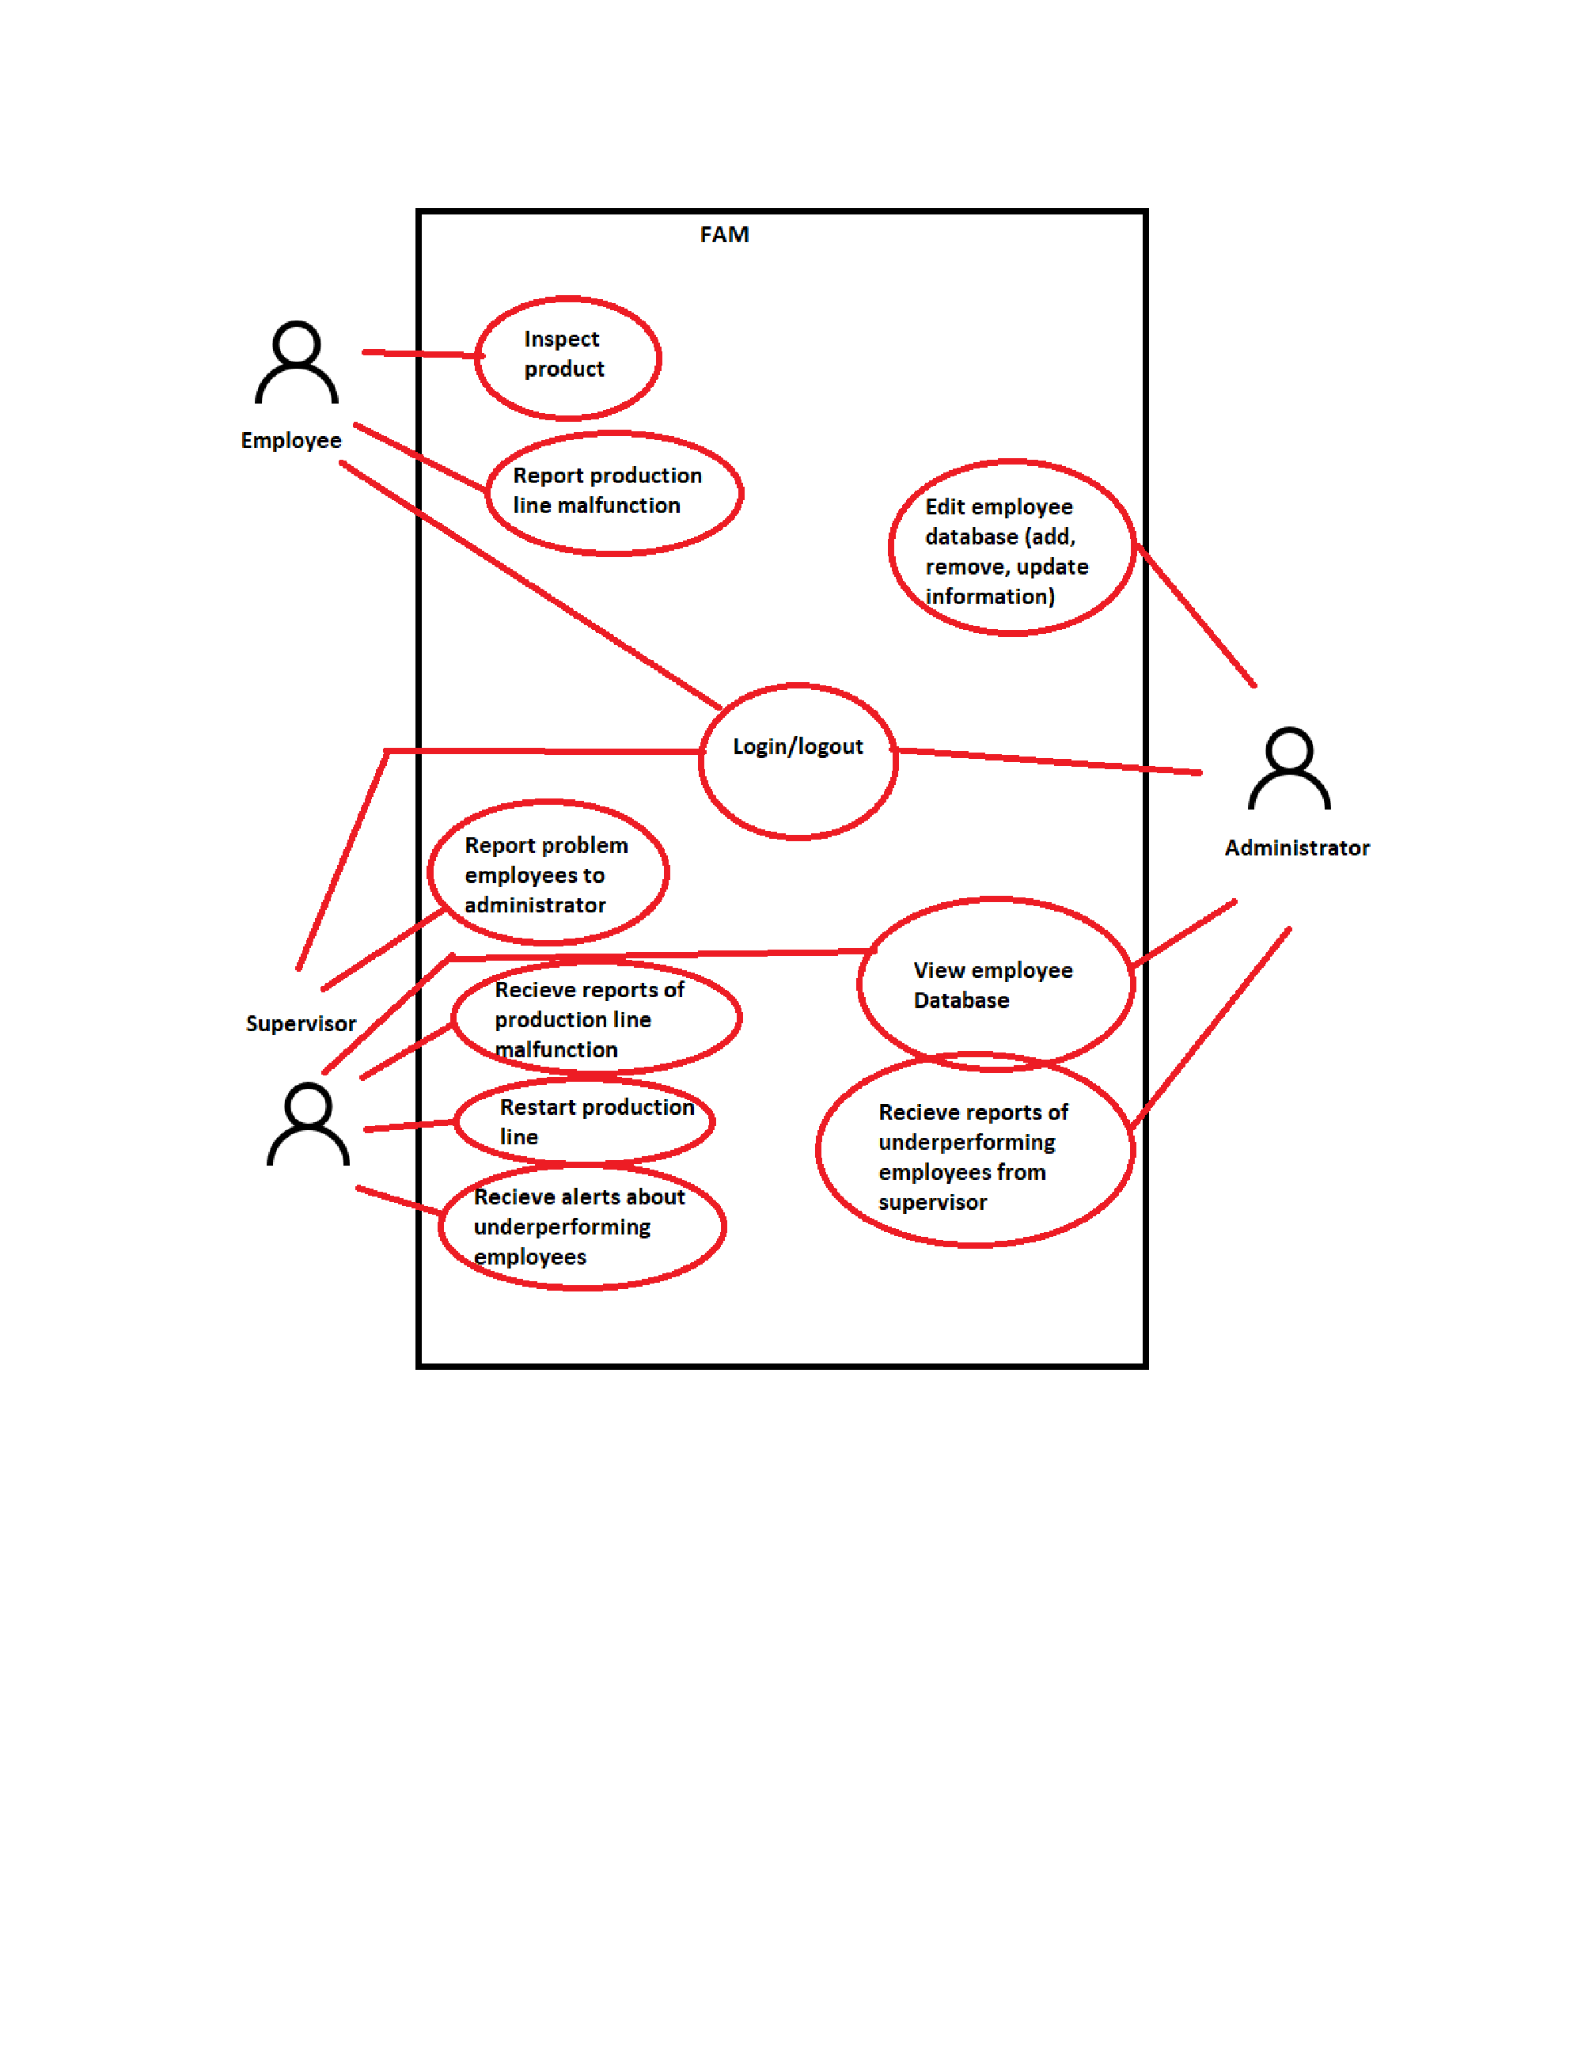 FAM
Inspect
product
Employee
Report production
line malfunction
Edit employee
database (add,
remove, update
information)
Login/logout
Administrator
Report problem
employees to
administrator
View employee
Database
Supervisor
Recieve reports of
production line
malfunction
Restart production
line
Recieve reports of
underperforming
employees from
supervisor
Recieve alerts about
underperforming
employees